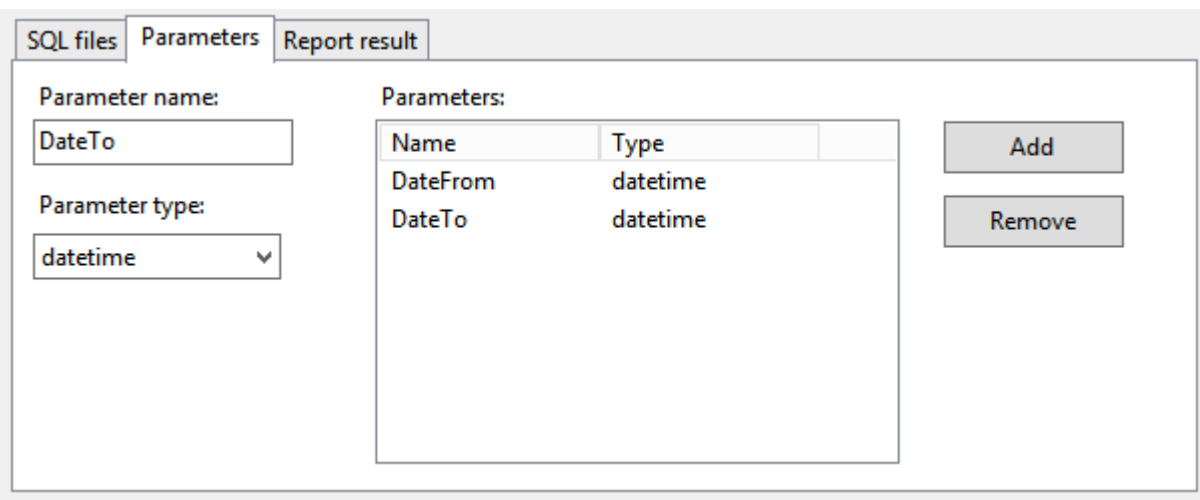 SQL files Parameters Report result
Parameter name:
DateTo
Parameter type:
datetime
Parameters:
Name Type
DateFrom datetime
DateTo datetime
Add
Remove